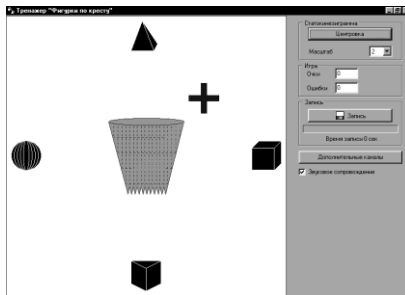 Тренажер "Фигурки по кресту"
Статокинезиграмма
Центровка
Масштаб 2
Игра
Очки 0
Ошибки 0
Запись
Запись
Время записи 0 сек.
Дополнительные каналы
Звуковое сопровождение